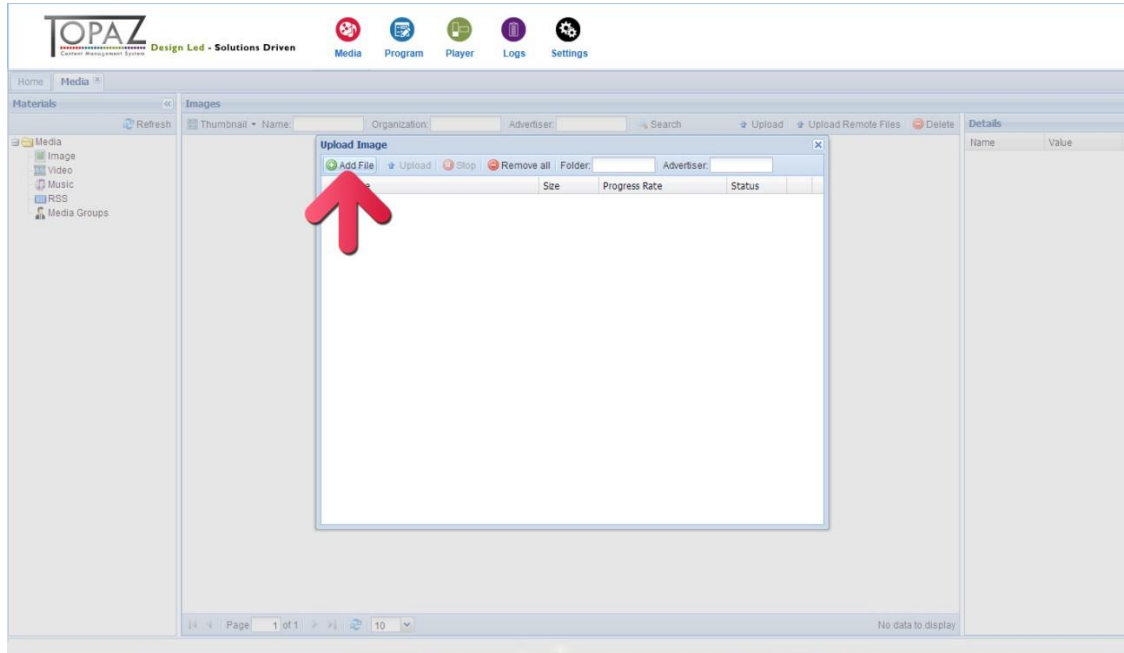 TOPAZ
Content Management System
Design Led - Solutions Driven
Media Program Player Logs Settings
Home Media
Materials
Refresh
Media
Image
Video
Music
RSS
Media Groups
Images
Thumbnail Name: Organization: Advertiser: Search Upload Upload Remote Files Delete
Upload Image
Add File Upload Stop Remove all Folder: Advertiser:
Size Progress Rate Status
Page 1 of 1 10 No data to display
Details
Name Value